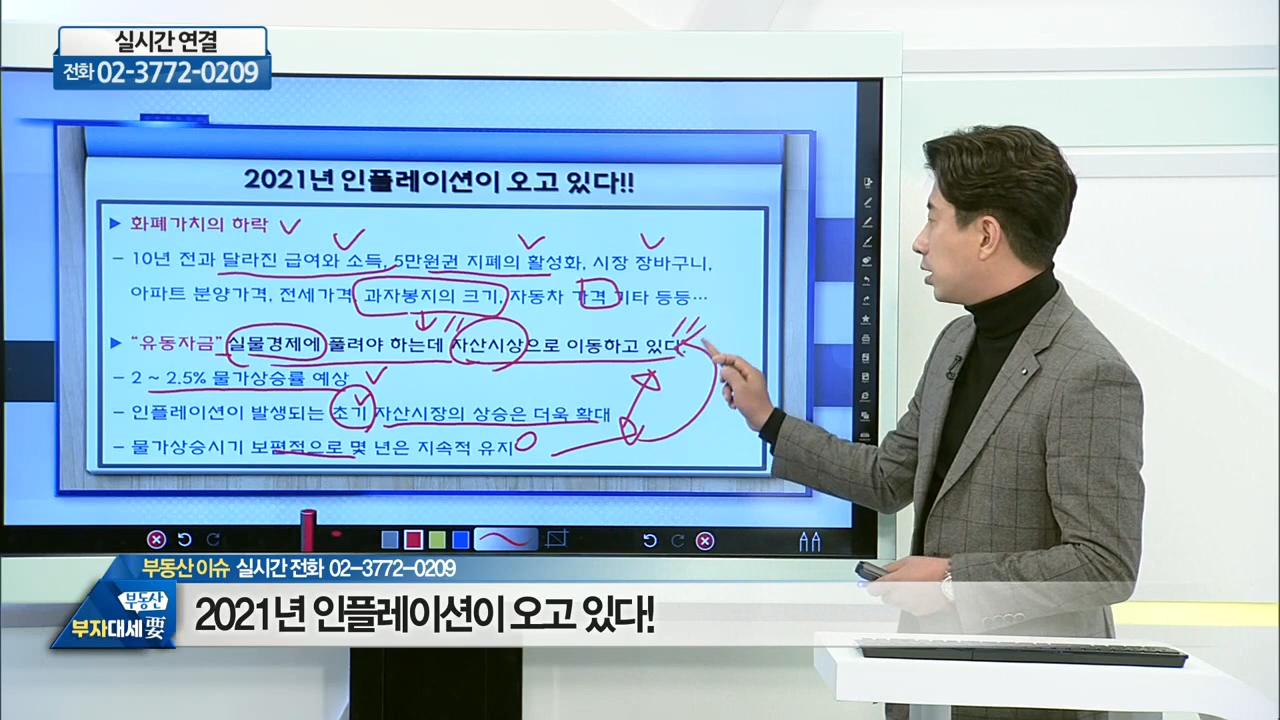 실시간 연결
전화 02-3772-0209
2021년 인플레이션이 오고 있다!!
▶ 화폐가치의 하락
- 10년 전과 달라진 급여와 소득, 5만원권 지폐의 활성화, 시장 장바구니,
아파트 분양가격, 전세가격, 과자봉지의 크기, 자동차 가격 기타 등등…
▶ “유동자금” 실물경제에 풀려야 하는데 자산시상으로 이동하고 있다
- 2 ~ 2.5% 물가상승률 예상
- 인플레이션이 발생되는 초기 자산시장의 상승은 더욱 확대
- 물가상승시기 보편적으로 몇 년은 지속적 유지
부동산 이슈 실시간 전화 02-3772-0209
부동산
부자대세 要
2021년 인플레이션이 오고 있다!